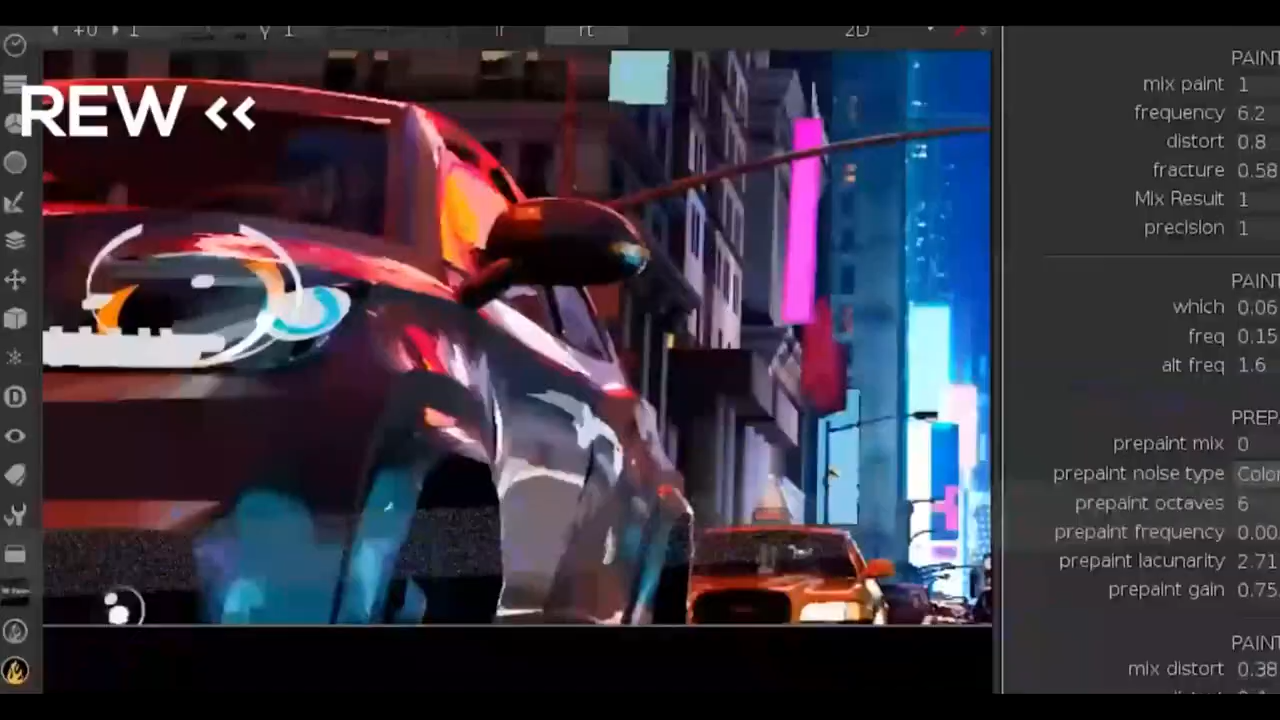 REW <<
2D
PAINT
mix paint 1
frequency 6.2
distort 0.8
fracture 0.58
Mix Result 1
precision 1
PAINT
which 0.06
freq 0.15
alt freq 1.6
PREP
prepaint mix 0
prepaint noise type Color
prepaint octaves 6
prepaint frequency 0.00
prepaint lacunarity 2.71
prepaint gain 0.75
PAINT
mix distort 0.38